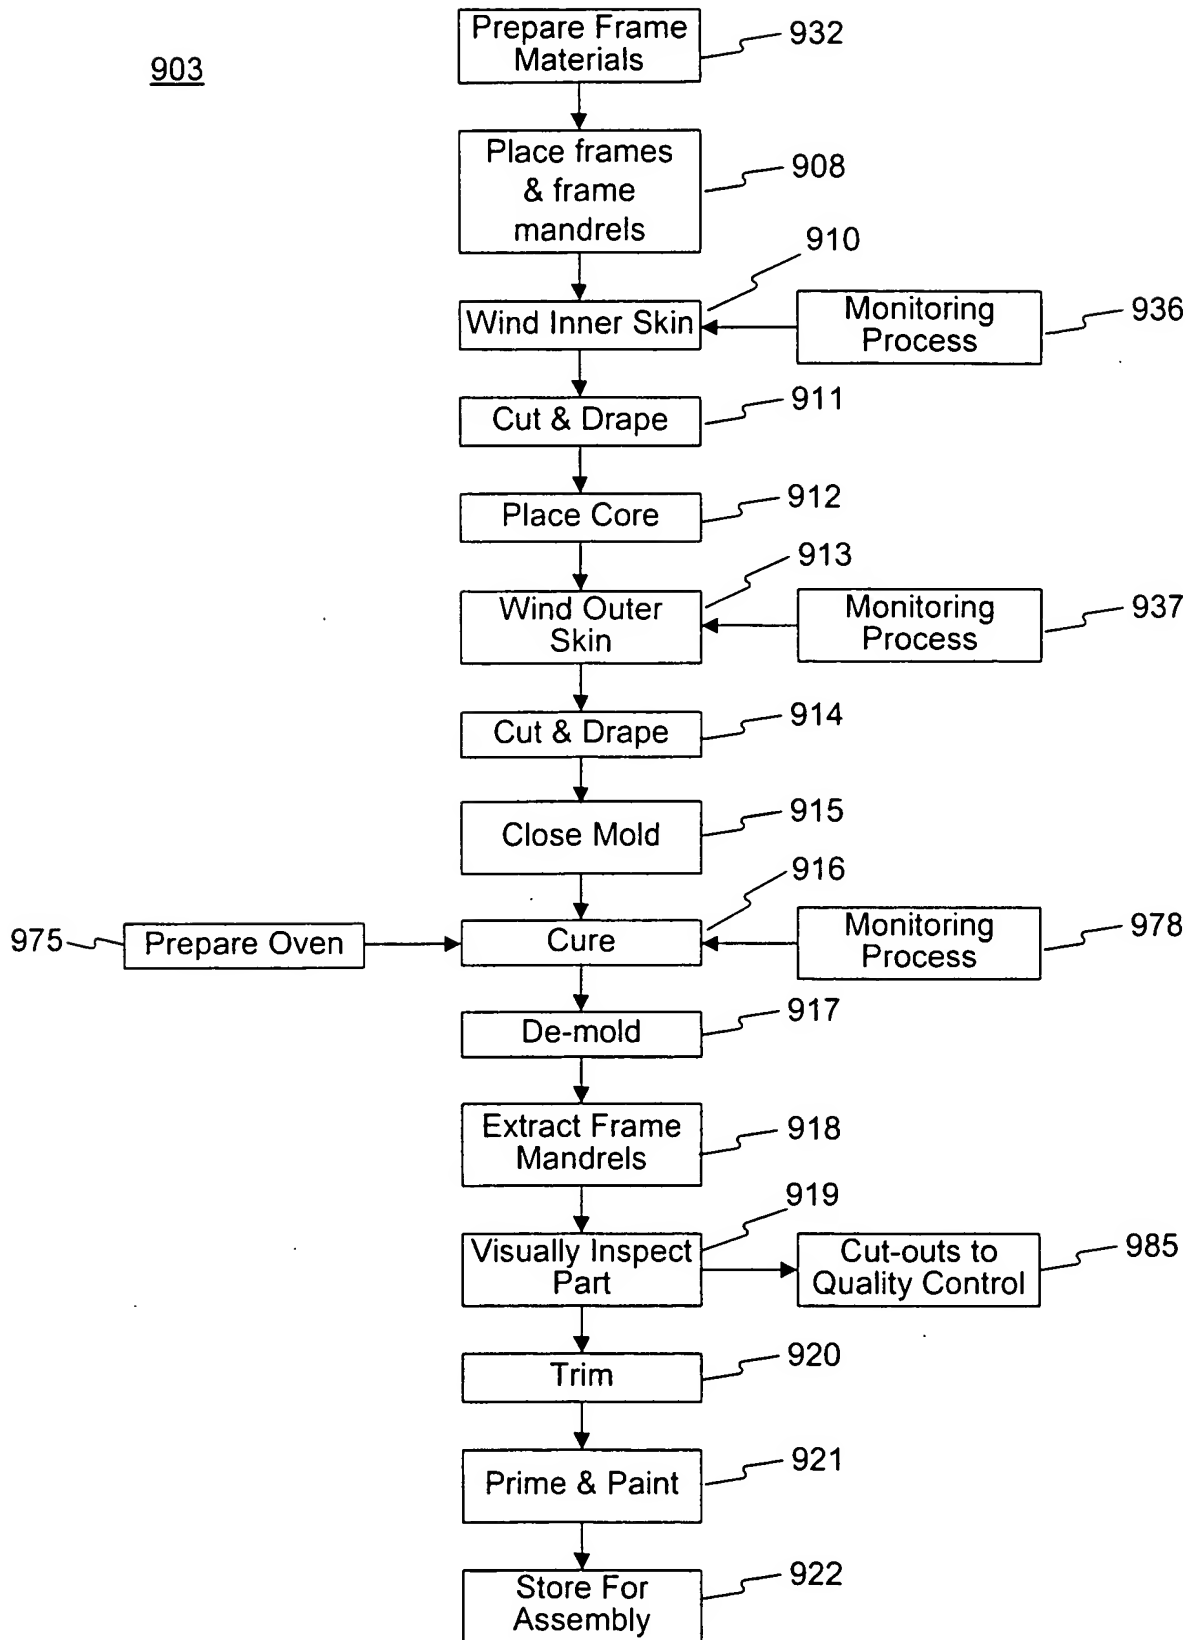 903
Prepare Frame
Materials
932
Place frames
& frame
mandrels
908
Wind Inner Skin
910
Monitoring
Process
936
Cut & Drape
911
Place Core
912
Wind Outer
Skin
913
Monitoring
Process
937
Cut & Drape
914
Close Mold
915
975
Prepare Oven
Cure
916
Monitoring
Process
978
De-mold
917
Extract Frame
Mandrels
918
Visually Inspect
Part
919
Cut-outs to
Quality Control
985
Trim
920
Prime & Paint
921
Store For
Assembly
922